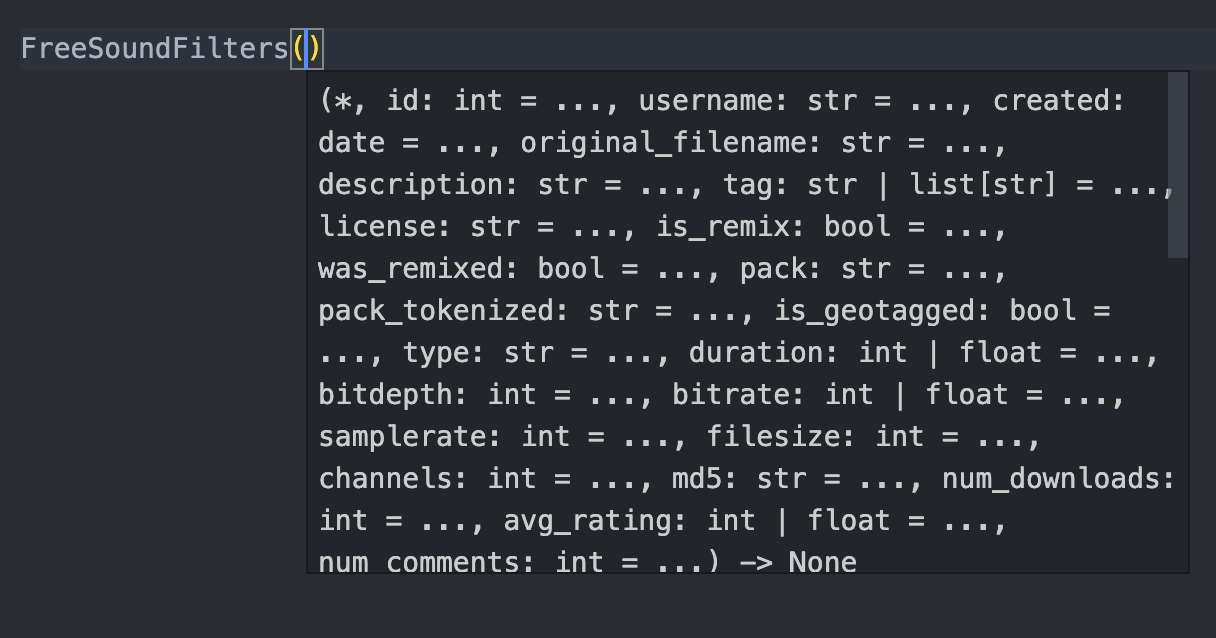 FreeSoundFilters()
(*, id: int = ..., username: str = ..., created:
date = ..., original_filename: str = ...,
description: str = ..., tag: str | list[str] = ...,
license: str = ..., is_remix: bool = ...,
was_remixed: bool = ..., pack: str = ...,
pack_tokenized: str = ..., is_geotagged: bool =
..., type: str = ..., duration: int | float = ...,
bitdepth: int = ..., bitrate: int | float = ...,
samplerate: int = ..., filesize: int = ...,
channels: int = ..., md5: str = ..., num_downloads:
int = ..., avg_rating: int | float = ...,
num_comments: int = ...) -> None